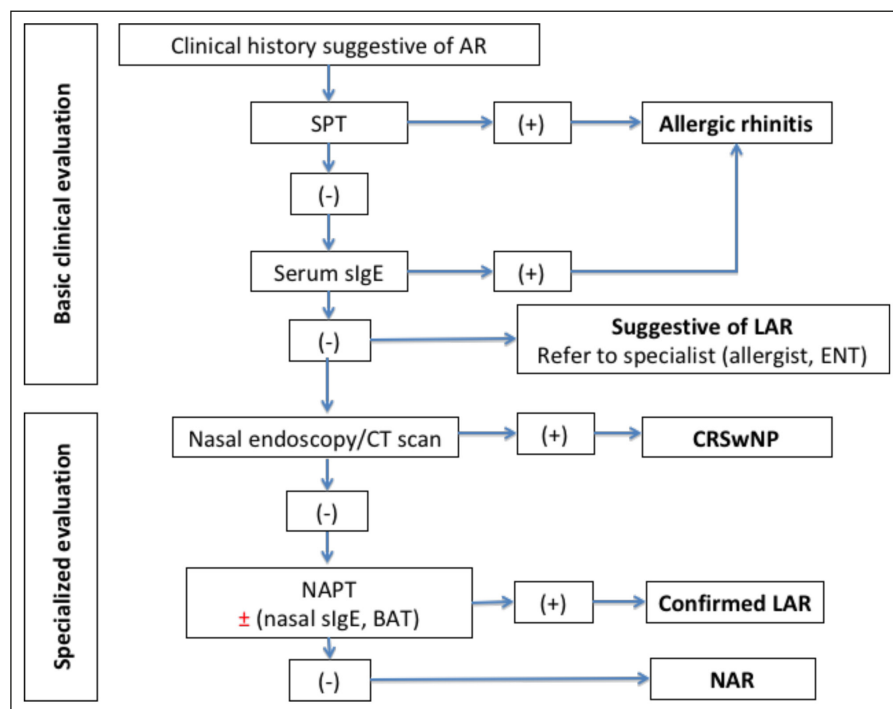 Basic clinical evaluation
Clinical history suggestive of AR
SPT
(+)
Allergic rhinitis
(-)
Serum sIgE
(+)
(-)
Suggestive of LAR
Refer to specialist (allergist, ENT)
Specialized evaluation
Nasal endoscopy/CT scan
(+)
CRSwNP
(-)
NAPT
± (nasal sIgE, BAT)
(+)
Confirmed LAR
(-)
NAR